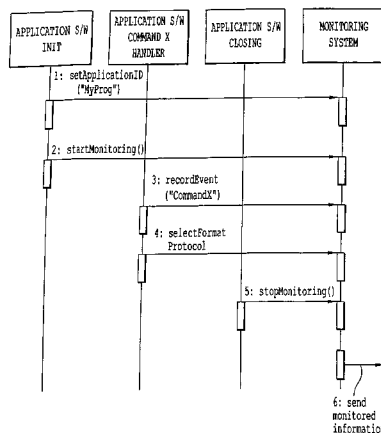 APPLICATION S/W
INIT
APPLICATION S/W
COMMAND X
HANDLER
APPLICATION S/W
CLOSING
MONITORING
SYSTEM
1: setApplicationID
("MyProg")
2: startMonitoring()
3: recordEvent
("CommandX")
4: selectFormat
Protocol
5: stopMonitoring()
6: send
monitored
information